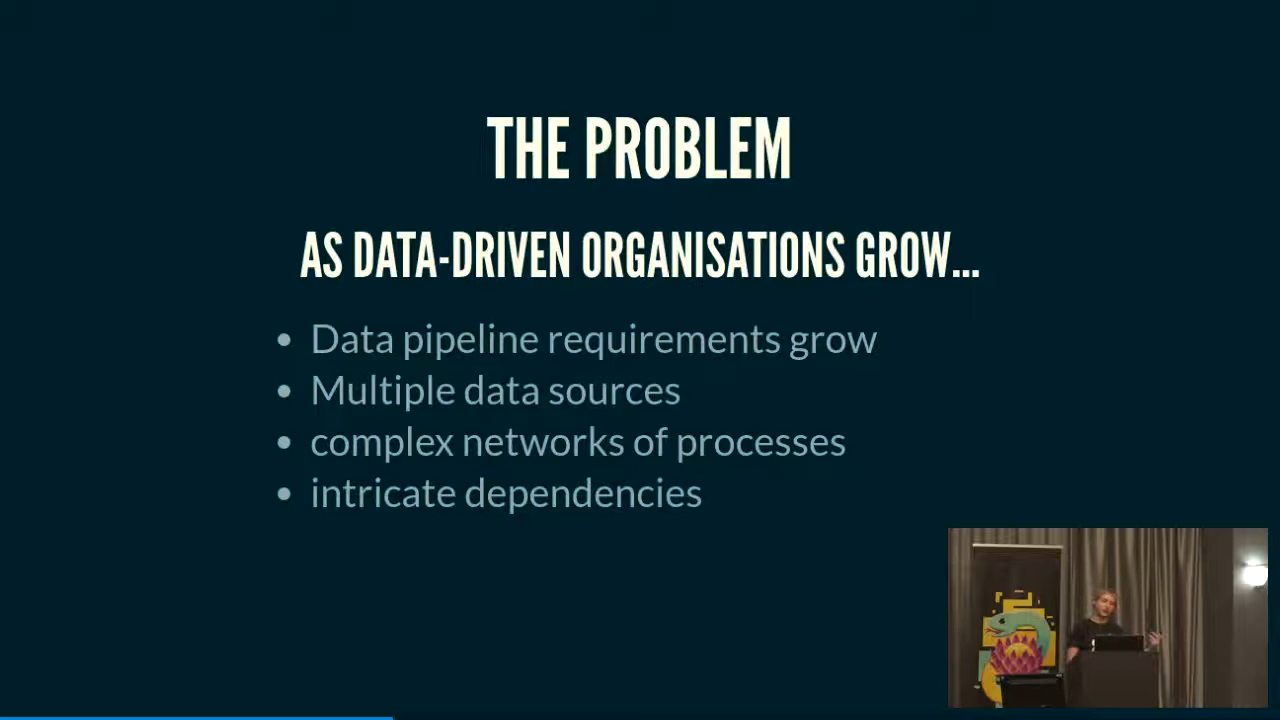 THE PROBLEM
AS DATA-DRIVEN ORGANISATIONS GROW...
Data pipeline requirements grow
Multiple data sources
complex networks of processes
intricate dependencies